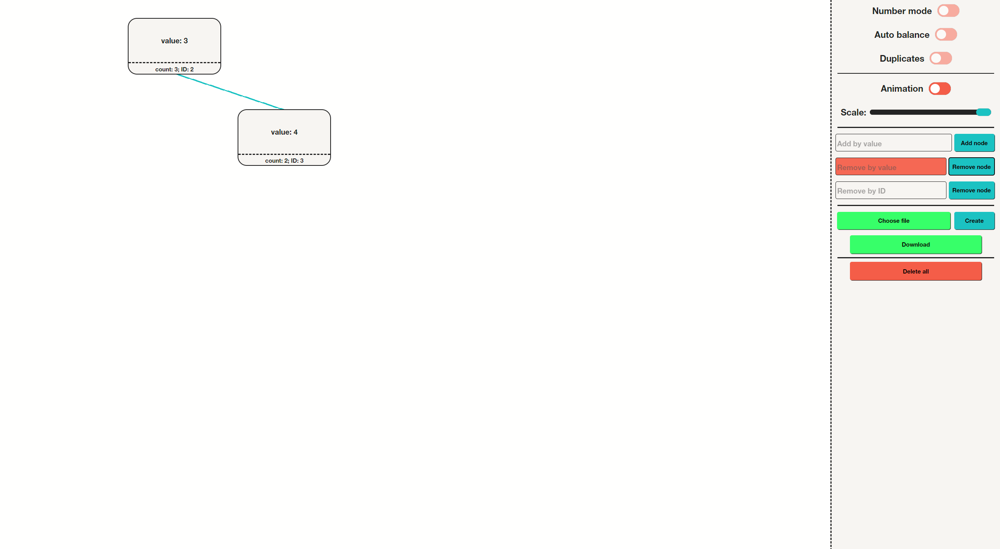 value: 3
count: 3; ID: 2
value: 4
count: 2; ID: 3
Number mode
Auto balance
Duplicates
Animation
Scale:
Add by value
Add node
Remove by value
Remove node
Remove by ID
Remove node
Choose file
Create
Download
Delete all